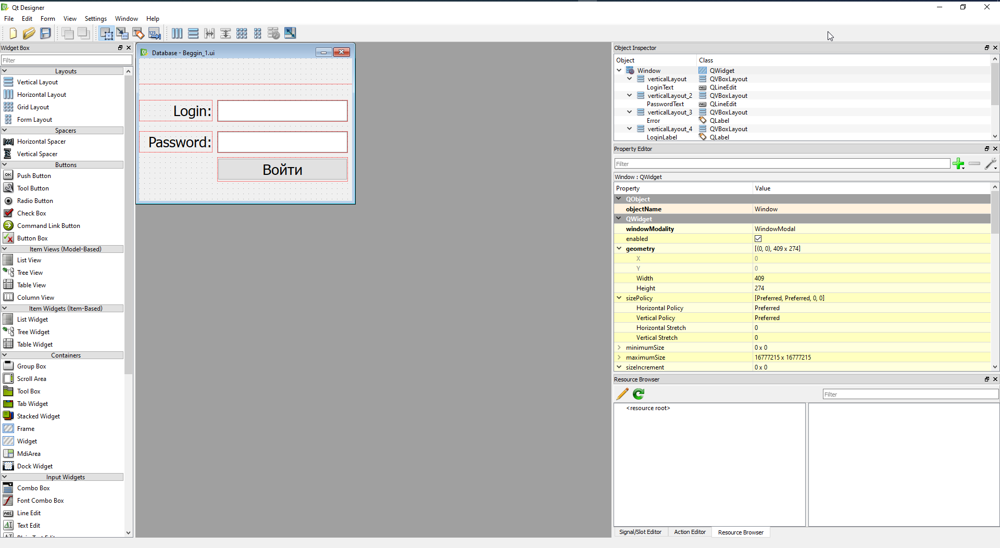 Qt Designer
File Edit Form View Settings Window Help
Widget Box
Filter
Layouts
Vertical Layout
Horizontal Layout
Grid Layout
Form Layout
Spacers
Horizontal Spacer
Vertical Spacer
Buttons
Push Button
Tool Button
Radio Button
Check Box
Command Link Button
Button Box
Item Views (Model-Based)
List View
Tree View
Table View
Column View
Item Widgets (Item-Based)
List Widget
Tree Widget
Table Widget
Containers
Group Box
Scroll Area
Tool Box
Tab Widget
Stacked Widget
Frame
Widget
MdiArea
Dock Widget
Input Widgets
Combo Box
Font Combo Box
Line Edit
Text Edit
Database - Beggin_1.ui
Login:
Password:
Войти
Object Inspector
Object Class
Window QWidget
verticalLayout QVBoxLayout
LoginText QLineEdit
verticalLayout_2 QVBoxLayout
PasswordText QLineEdit
verticalLayout_3 QVBoxLayout
Error QLabel
verticalLayout_4 QVBoxLayout
LoginLabel QLabel
Property Editor
Filter
Window : QWidget
Property Value
QObject
objectName Window
QWidget
windowModality WindowModal
enabled
geometry [(0, 0), 409 x 274]
X 0
Y 0
Width 409
Height 274
sizePolicy [Preferred, Preferred, 0, 0]
Horizontal Policy Preferred
Vertical Policy Preferred
Horizontal Stretch 0
Vertical Stretch 0
minimumSize 0 x 0
maximumSize 16777215 x 16777215
sizeIncrement 0 x 0
Resource Browser
Filter
<resource root>
Signal/Slot Editor Action Editor Resource Browser